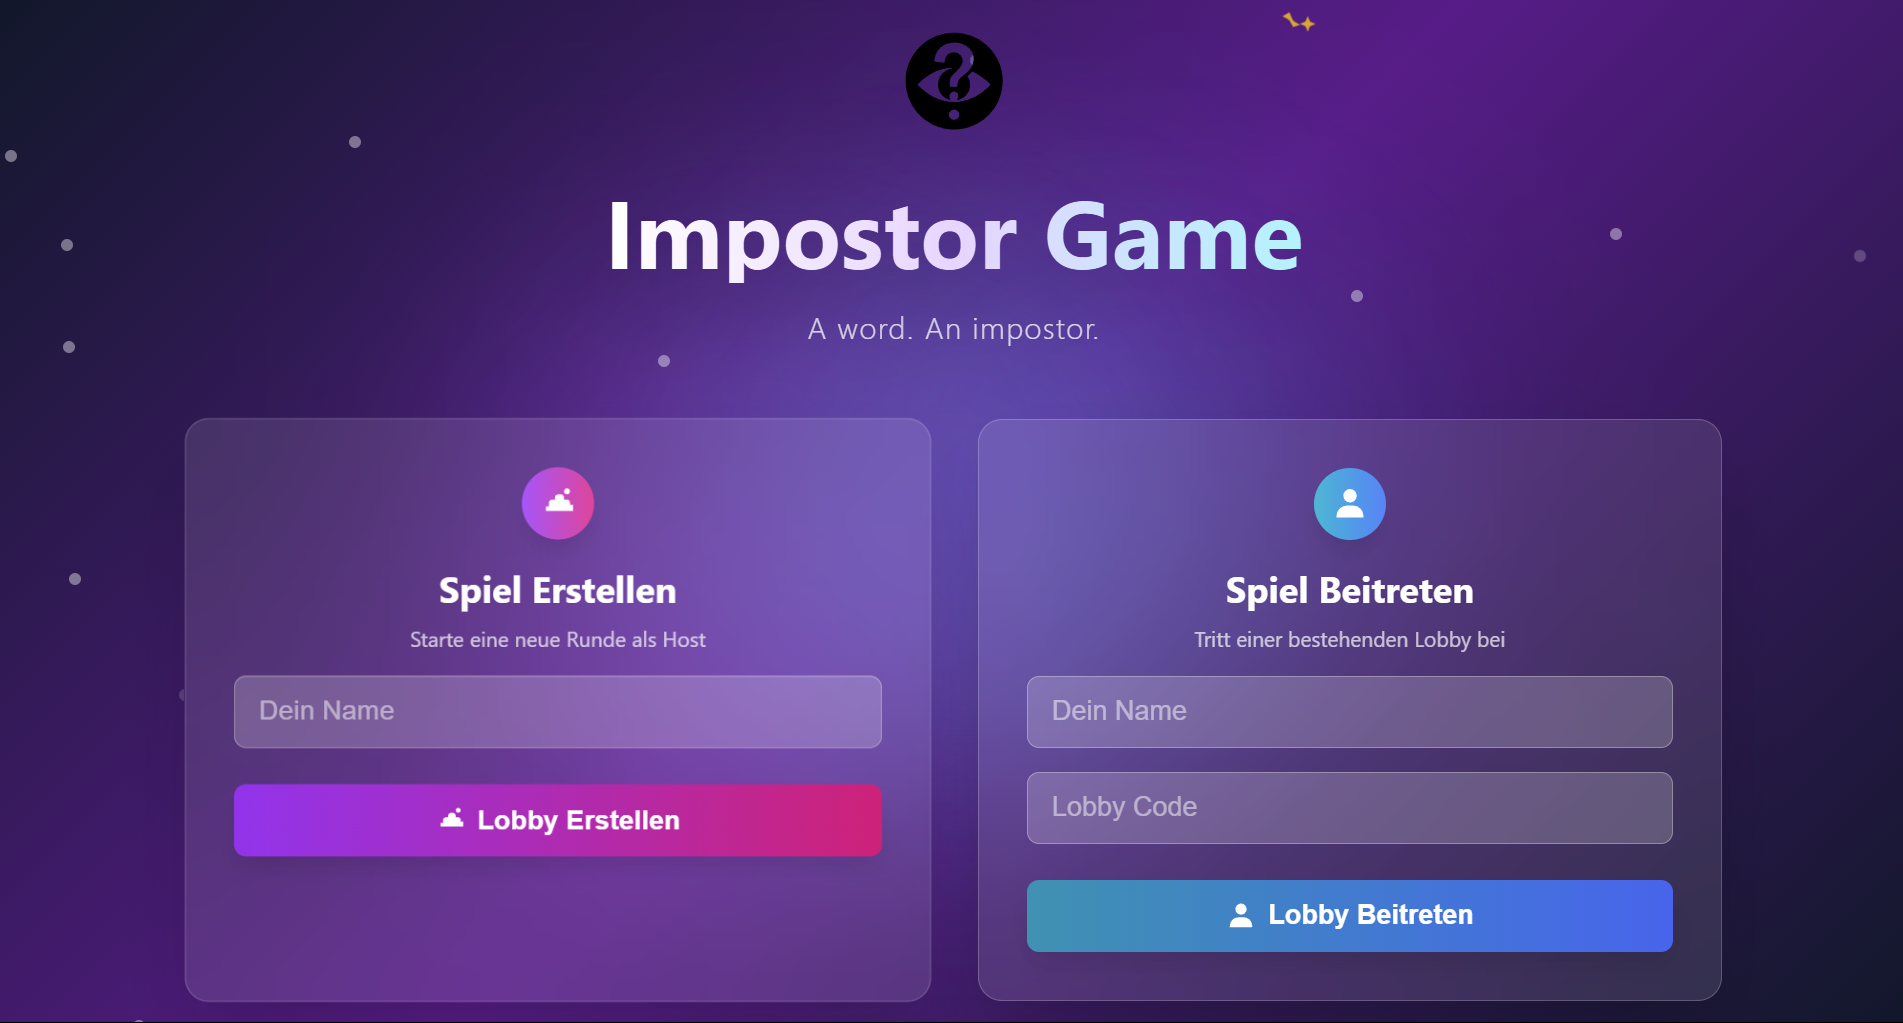 Impostor Game
A word. An impostor.
Spiel Erstellen
Starte eine neue Runde als Host
Dein Name
Lobby Erstellen
Spiel Beitreten
Tritt einer bestehenden Lobby bei
Dein Name
Lobby Code
Lobby Beitreten